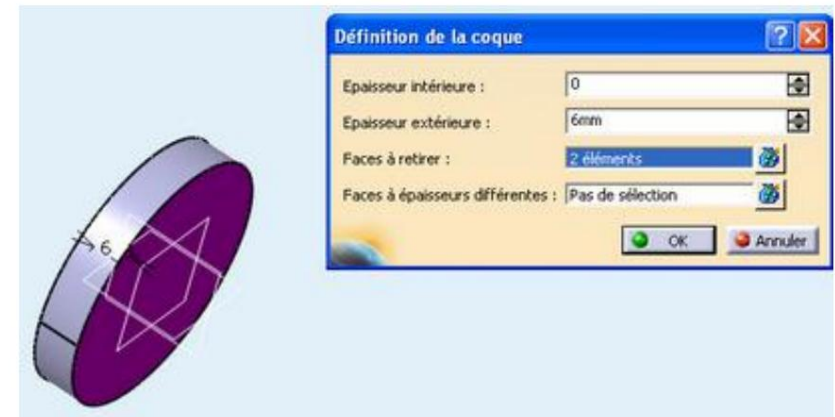 Définition de la coque
Epaisseur intérieure : 0
Epaisseur extérieure : 6mm
Faces à retirer : 2 éléments
Faces à épaisseurs différentes : Pas de sélection
OK Annuler
6